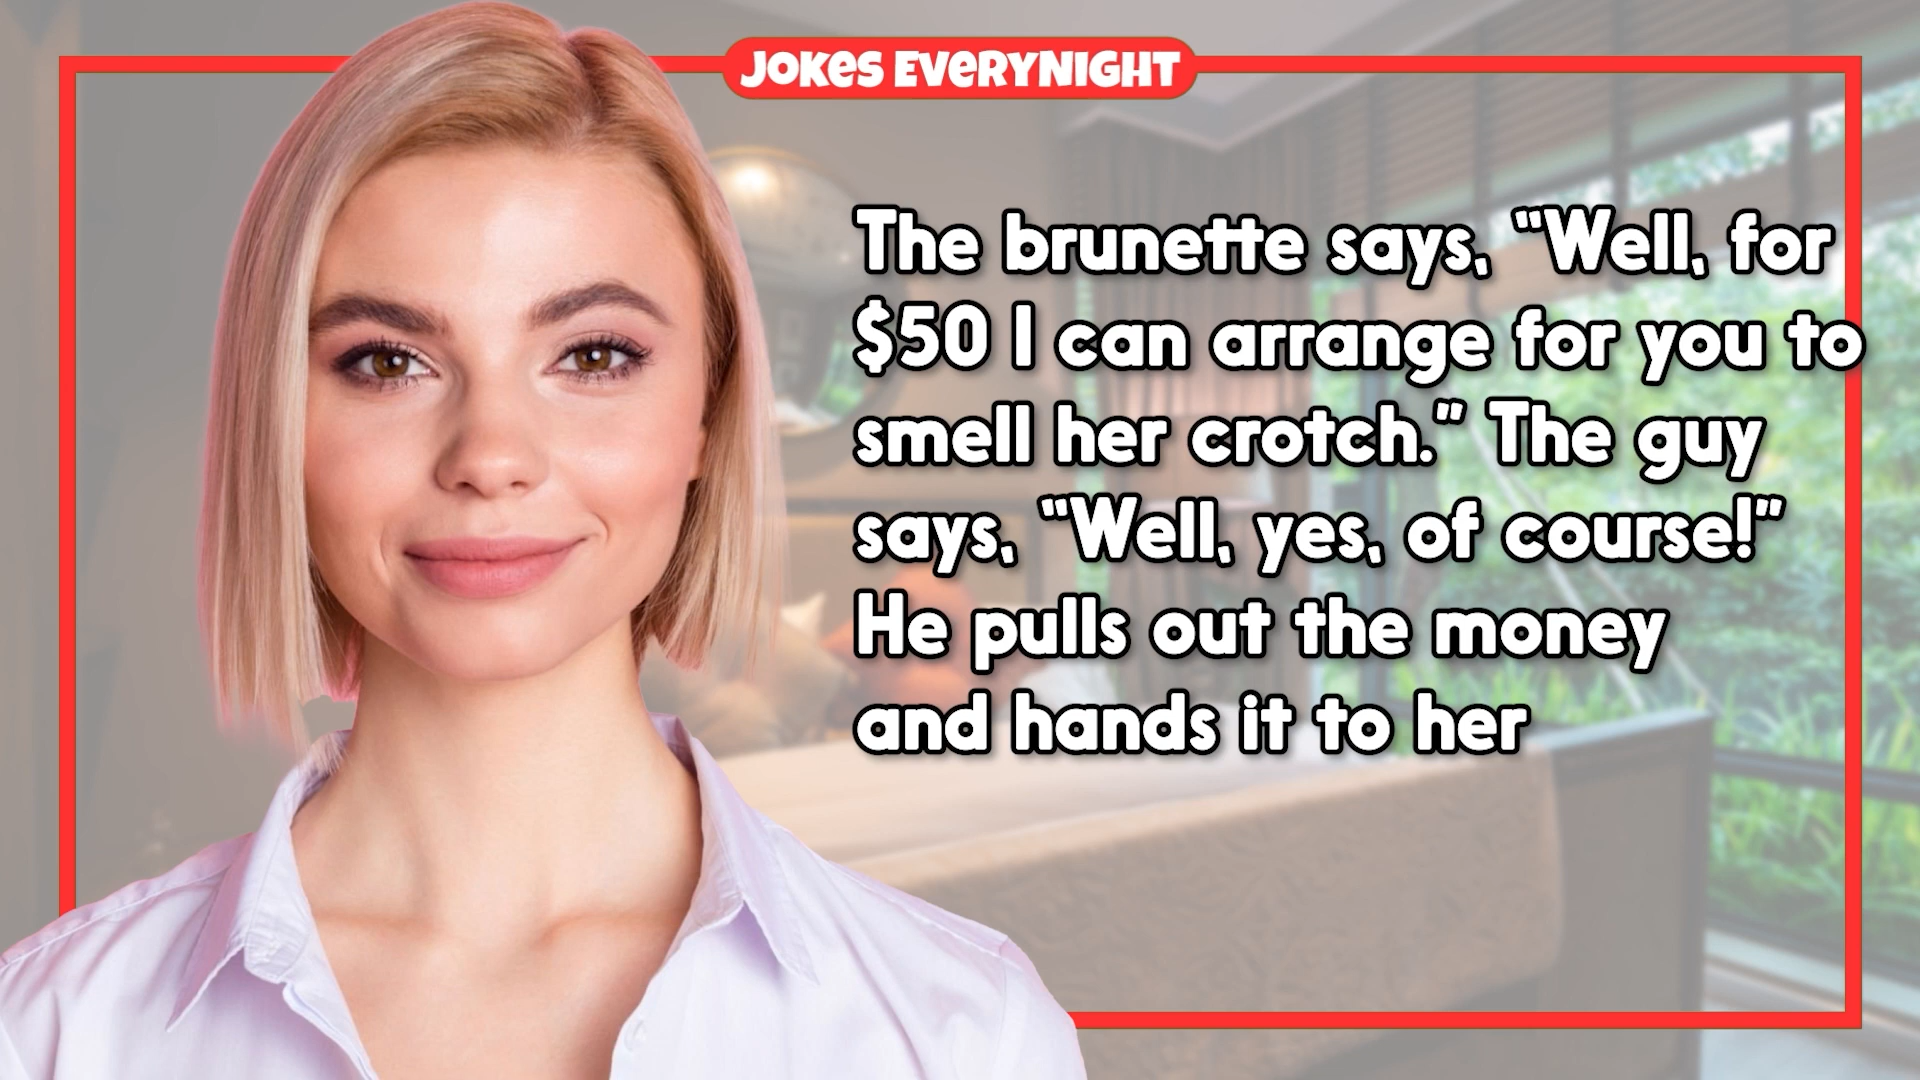 JOKES EVERYNIGHT
The brunette says, “Well, for
$50 I can arrange for you to
smell her crotch.” The guy
says, “Well, yes, of course!”
He pulls out the money
and hands it to her